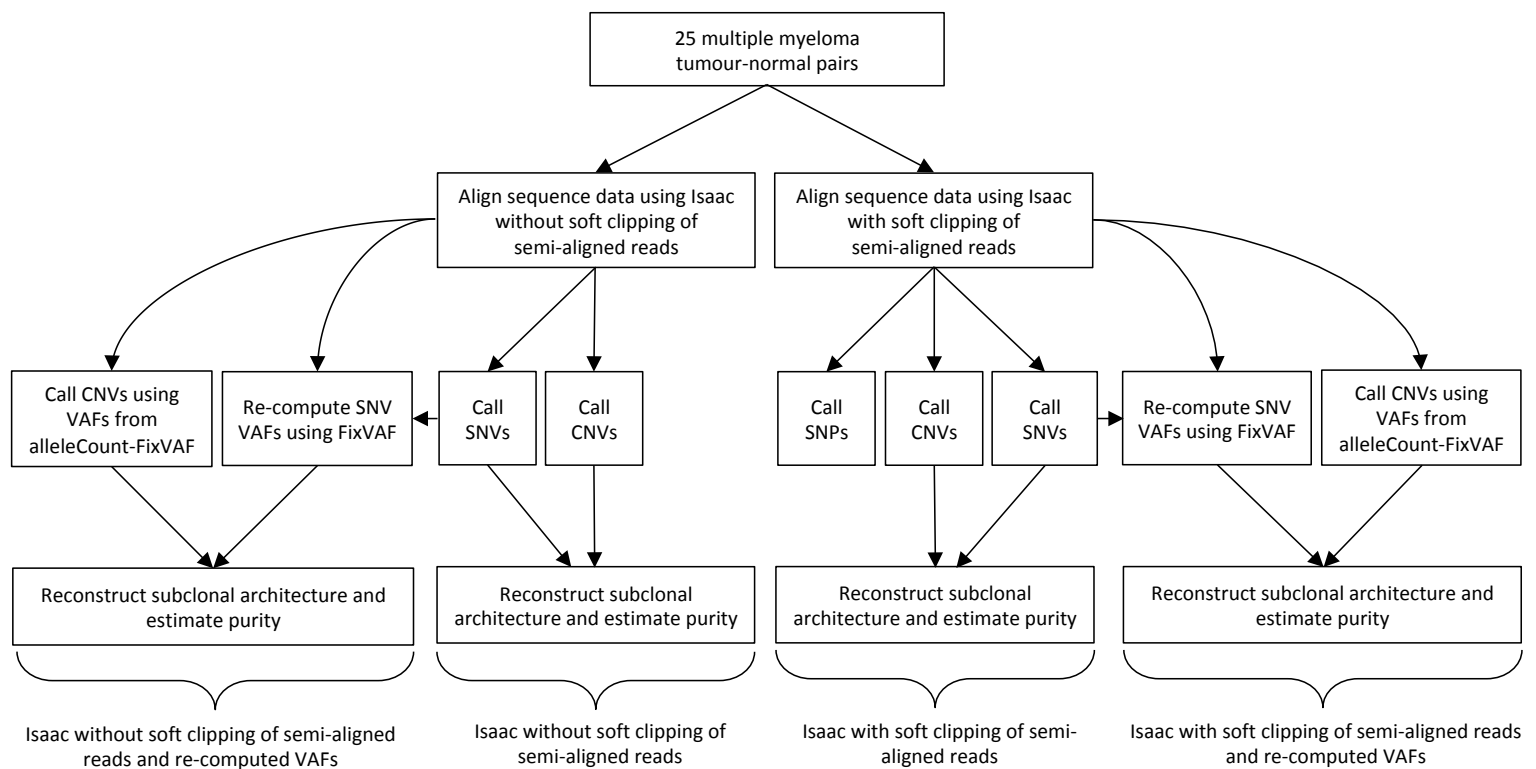 25 multiple myeloma
tumour-normal pairs
Align sequence data using Isaac
without soft clipping of
semi-aligned reads
Align sequence data using Isaac
with soft clipping of
semi-aligned reads
Call CNVs using
VAFs from
alleleCount-FixVAF
Re-compute SNV
VAFs using FixVAF
Call
SNVs
Call
CNVs
Call
SNPs
Call
CNVs
Call
SNVs
Re-compute SNV
VAFs using FixVAF
Call CNVs using
VAFs from
alleleCount-FixVAF
Reconstruct subclonal architecture and
estimate purity
Reconstruct subclonal
architecture and estimate purity
Reconstruct subclonal
architecture and estimate purity
Reconstruct subclonal architecture and
estimate purity
Isaac without soft clipping of semi-aligned
reads and re-computed VAFs
Isaac without soft clipping of
semi-aligned reads
Isaac with soft clipping of semi-
aligned reads
Isaac with soft clipping of semi-aligned reads
and re-computed VAFs